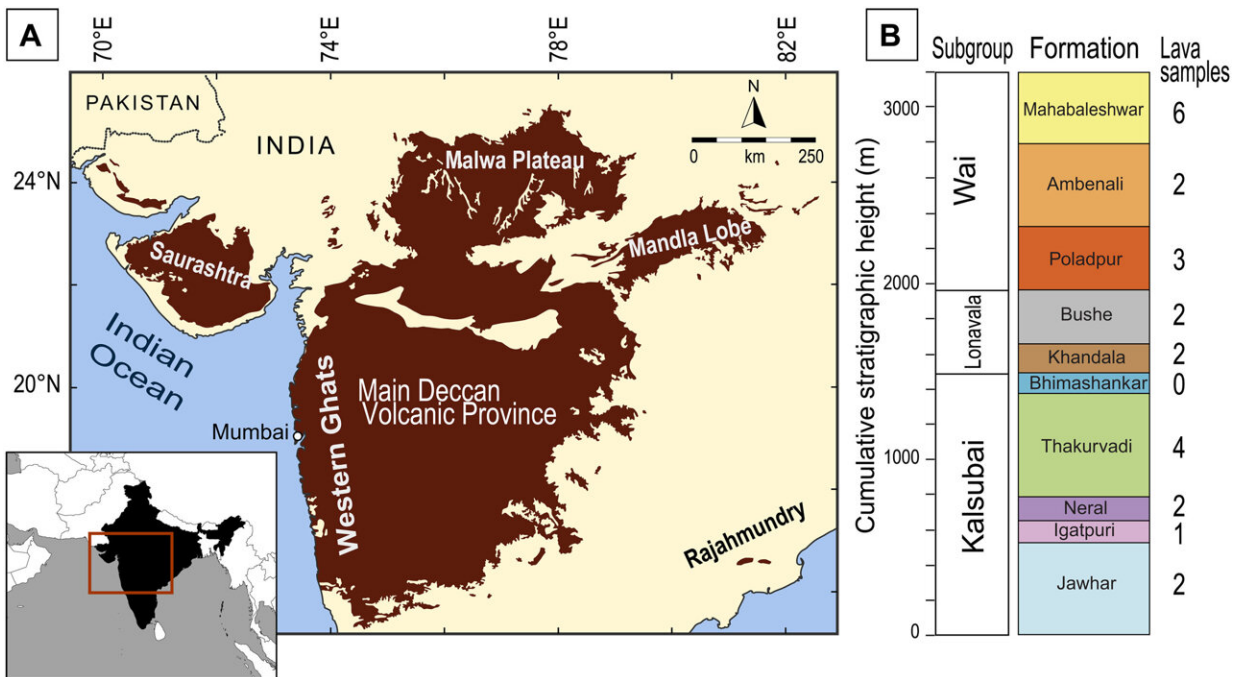 A
70°E
74°E
78°E
82°E
PAKISTAN
INDIA
N
0 km 250
24°N
20°N
Malwa Plateau
Mandla Lobe
Saurashtra
Indian
Ocean
Western Ghats
Main Deccan
Volcanic Province
Mumbai
Rajahmundry
B
Subgroup
Formation
Lava
samples
Cumulative stratigraphic height (m)
3000
2000
1000
0
Wai
Lonavala
Kalsubai
Mahabaleshwar 6
Ambenali 2
Poladpur 3
Bushe 2
Khandala 2
Bhimashankar 0
Thakurvadi 4
Neral 2
Igatpuri 1
Jawhar 2